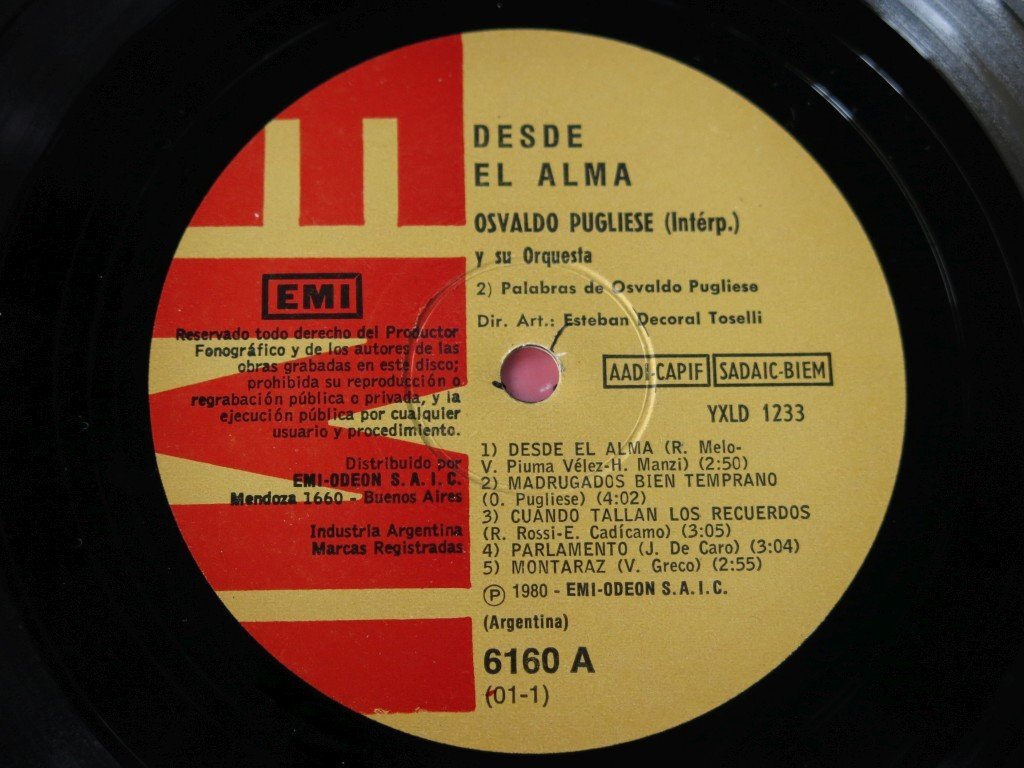 DESDE
EL ALMA
OSVALDO PUGLIESE (Intérp.)
y su Orquesta
2) Palabras de Osvaldo Pugliese
Dir. Art.: Esteban Decoral Toselli
AADI-CAPIF SADAIC-BIEM
YXLD 1233
1) DESDE EL ALMA (R. Melo-
V. Piuma Vélez-H. Manzi) (2:50)
2) MADRUGADOS BIEN TEMPRANO
(O. Pugliese) (4:02)
3) CUANDO TALLAN LOS RECUERDOS
(R. Rossi-E. Cadícamo) (3:05)
4) PARLAMENTO (J. De Caro) (3:04)
5) MONTARAZ (V. Greco) (2:55)
Ⓟ 1980 - EMI-ODEON S.A.I.C.
(Argentina)
6160 A
(01-1)
EMI
EMI
Reservado todo derecho del Productor
Fonográfico y de los autores de las
obras grabadas en este disco;
prohibida su reproducción o
regrabación pública o privada, y la
ejecución pública por cualquier
usuario y procedimiento.
Distribuido por
EMI-ODEON S.A.I.C.
Mendoza 1660 - Buenos Aires
Industria Argentina
Marcas Registradas